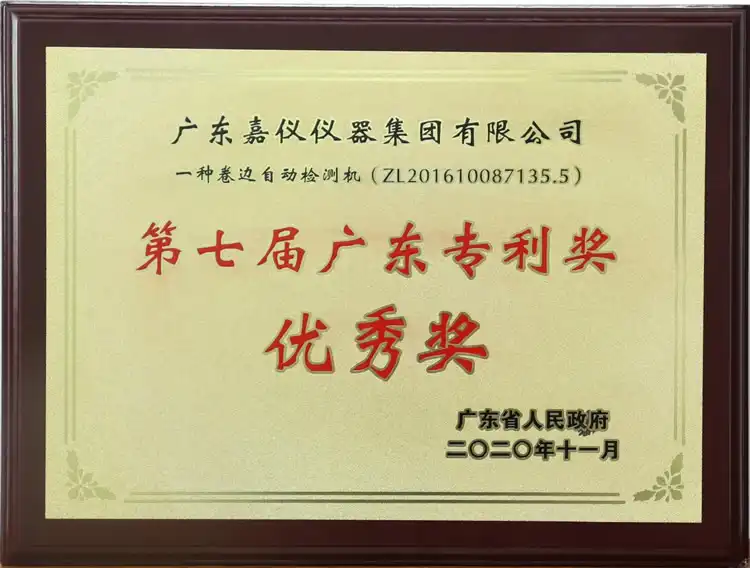 广东嘉仪仪器集团有限公司
一种卷边自动检测机（ZL201610087135.5）
第七届广东专利奖
优秀奖
广东省人民政府
二〇二〇年十一月